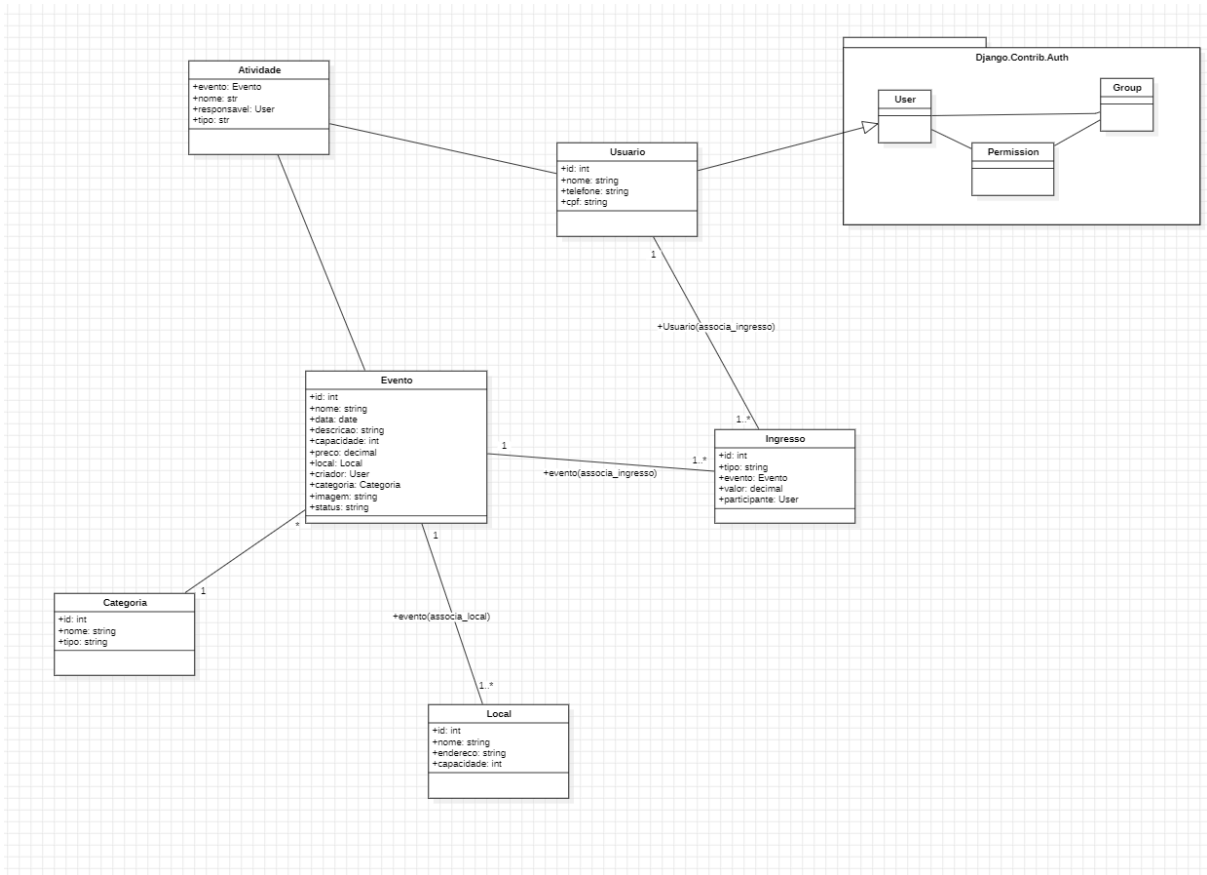 Django.Contrib.Auth
User
Group
Permission
Atividade
+evento: Evento
+nome: str
+responsavel: User
+tipo: str
Usuario
+id: int
+nome: string
+telefone: string
+cpf: string
1
+Usuario(associa_ingresso)
1..*
Evento
+id: int
+nome: string
+data: date
+descricao: string
+capacidade: int
+preco: decimal
+local: Local
+criador: User
+categoria: Categoria
+imagem: string
+status: string
1
+evento(associa_ingresso)
1..*
Ingresso
+id: int
+tipo: string
+evento: Evento
+valor: decimal
+participante: User
*
1
Categoria
+id: int
+nome: string
+tipo: string
1
+evento(associa_local)
1..*
Local
+id: int
+nome: string
+endereco: string
+capacidade: int